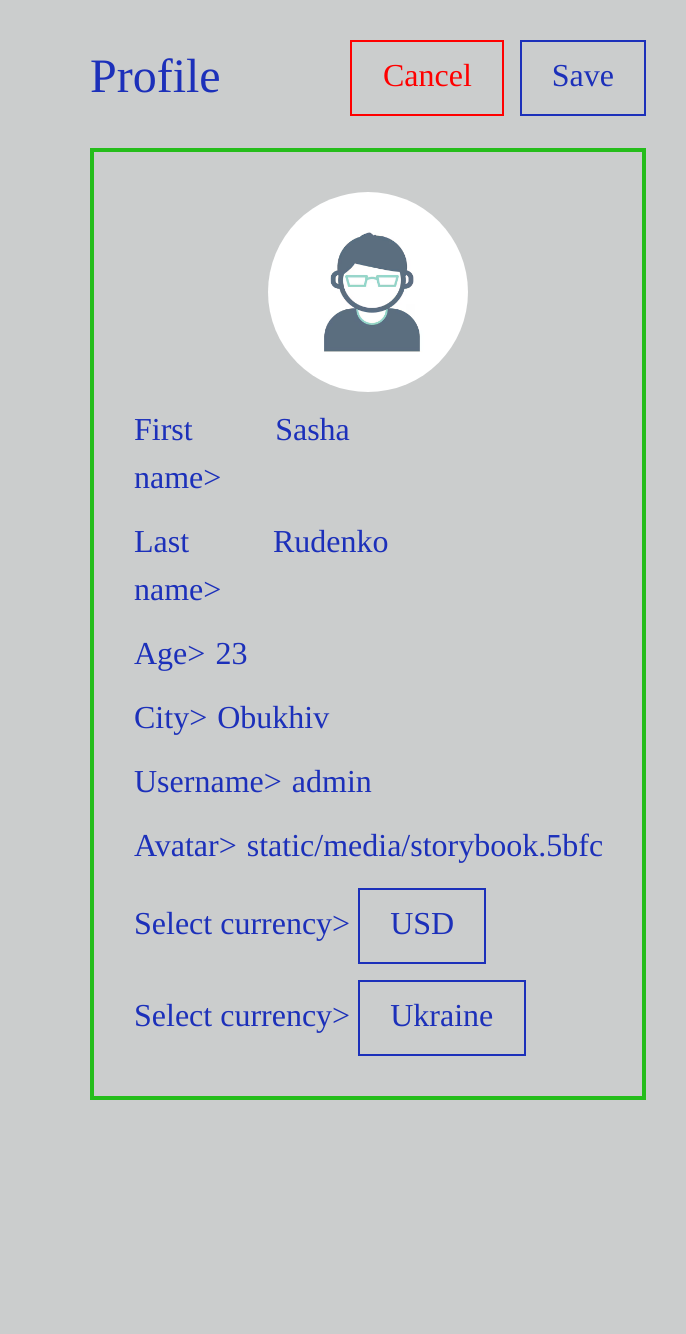 Profile
Cancel
Save
First name>
Sasha
Last name>
Rudenko
Age> 23
City> Obukhiv
Username> admin
Avatar> static/media/storybook.5bfc
Select currency> USD
Select currency> Ukraine